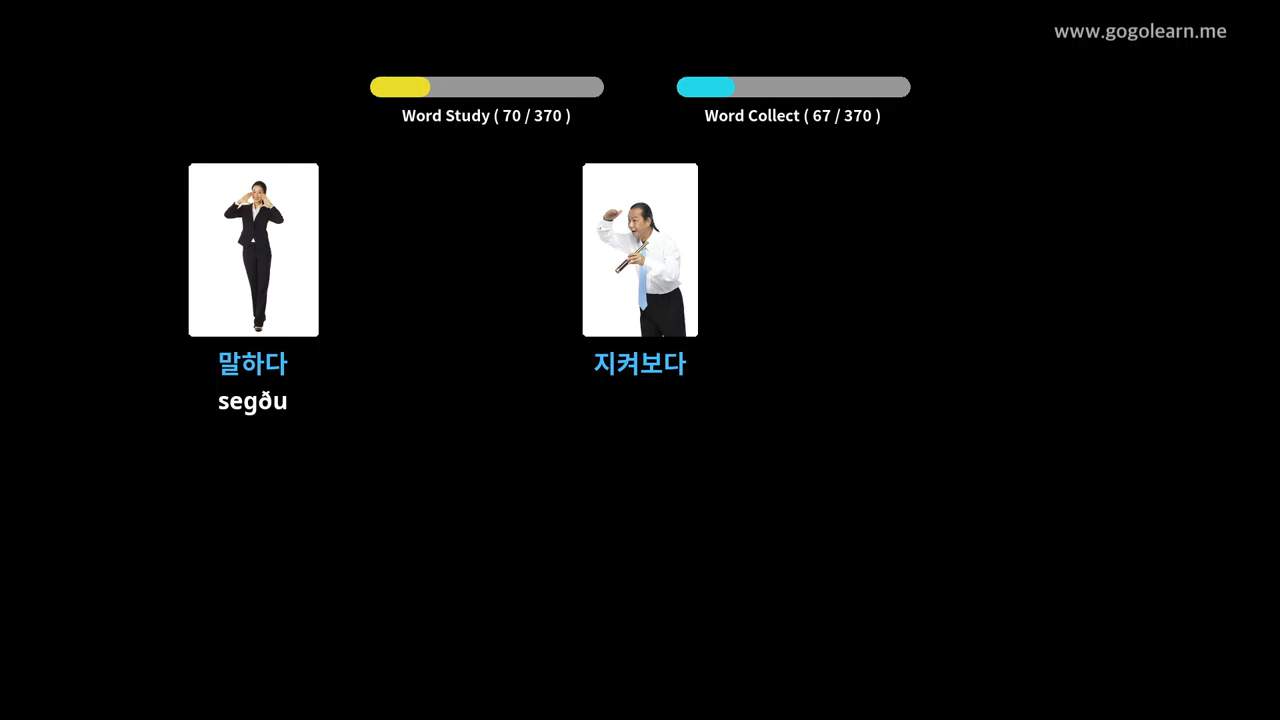 www.gogolearn.me
Word Study ( 70 / 370 )
Word Collect ( 67 / 370 )
말하다
segðu
지켜보다